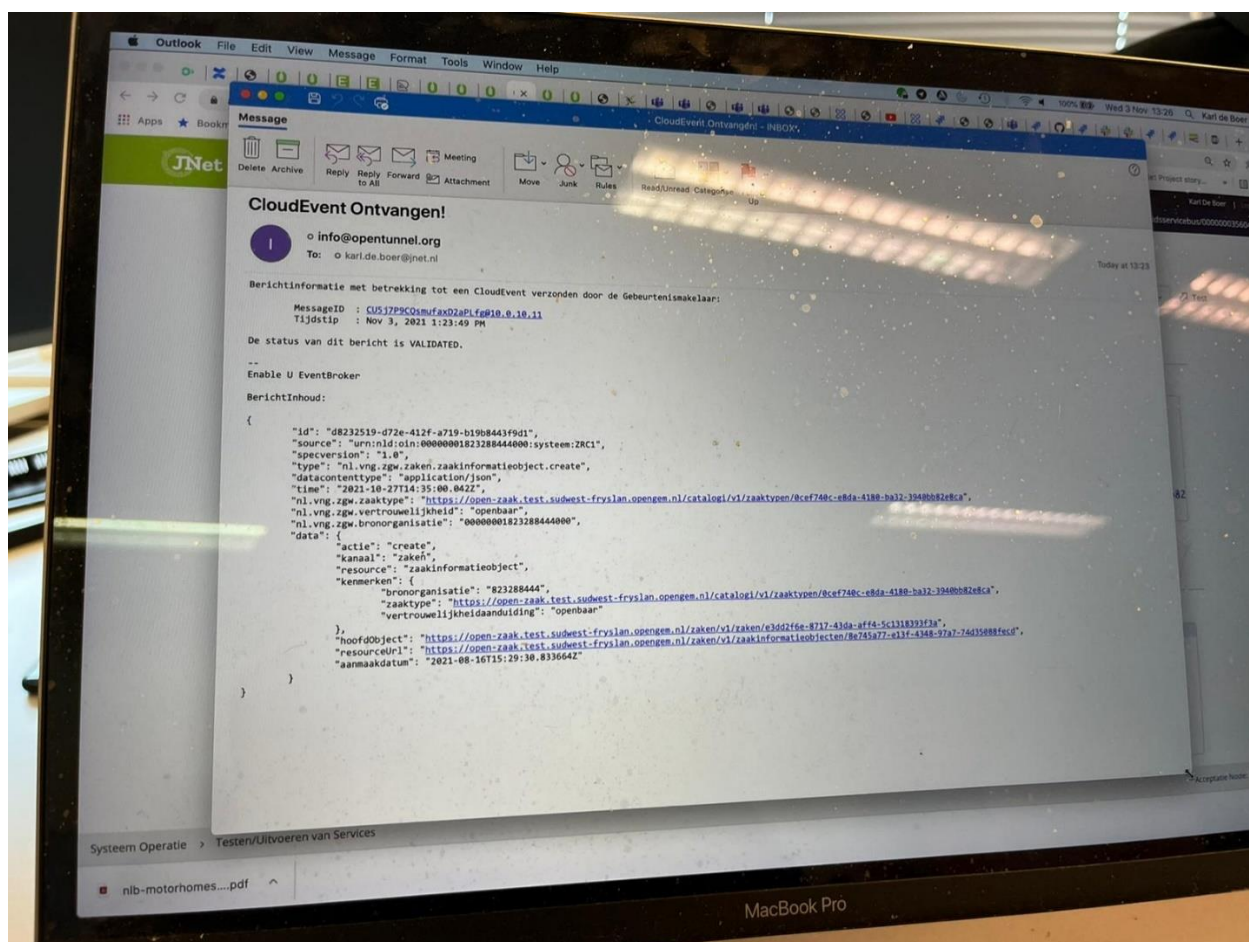 Outlook File Edit View Message Format Tools Window Help
100% Wed 3 Nov 13:26 Karl de Boer
CloudEvent Ontvangen! - INBOX
Apps Bookm
Message
JNet
Delete Archive Reply Reply to All Forward Meeting Attachment Move Junk Rules Read/Unread Categorise Up
Project story...
Karl De Boer
CloudEvent Ontvangen!
I
info@opentunnel.org
To: karl.de.boer@jnet.nl
Today at 13:23
Test
Berichtinformatie met betrekking tot een CloudEvent verzonden door de Gebeurtenismakelaar:
MessageID : CU5j7P9COsmufaxD2aPLfg@10.0.10.11
Tijdstip : Nov 3, 2021 1:23:49 PM
De status van dit bericht is VALIDATED.
--
Enable U EventBroker
BerichtInhoud:
{
"id": "d8232519-d72e-412f-a719-b19b8443f9d1",
"source": "urn:nld:oin:00000001823288444000:systeem:ZRC1",
"specversion": "1.0",
"type": "nl.vng.zgw.zaken.zaakinformatieobject.create",
"datacontenttype": "application/json",
"time": "2021-10-27T14:35:00.042Z",
"nl.vng.zgw.zaaktype": "https://open-zaak.test.sudwest-fryslan.opengem.nl/catalogi/v1/zaaktypen/0cef740c-e8da-4180-ba32-3940bb82e8ca",
"nl.vng.zgw.vertrouwelijkheid": "openbaar",
"nl.vng.zgw.bronorganisatie": "00000001823288444000",
"data": {
"actie": "create",
"kanaal": "zaken",
"resource": "zaakinformatieobject",
"kenmerken": {
"bronorganisatie": "823288444",
"zaaktype": "https://open-zaak.test.sudwest-fryslan.opengem.nl/catalogi/v1/zaaktypen/0cef740c-e8da-4180-ba32-3940bb82e8ca",
"vertrouwelijkheidaanduiding": "openbaar"
},
"hoofdObject": "https://open-zaak.test.sudwest-fryslan.opengem.nl/zaken/v1/zaken/e3dd2f6e-8717-43da-aff4-5c1318393f3a",
"resourceUrl": "https://open-zaak.test.sudwest-fryslan.opengem.nl/zaken/v1/zaakinformatieobjecten/8e745a77-e13f-4348-97a7-74d35088fecd",
"aanmaakdatum": "2021-08-16T15:29:30.833664Z"
}
}
Acceptatie Node
Systeem Operatie > Testen/Uitvoeren van Services
nlb-motorhomes....pdf
MacBook Pro